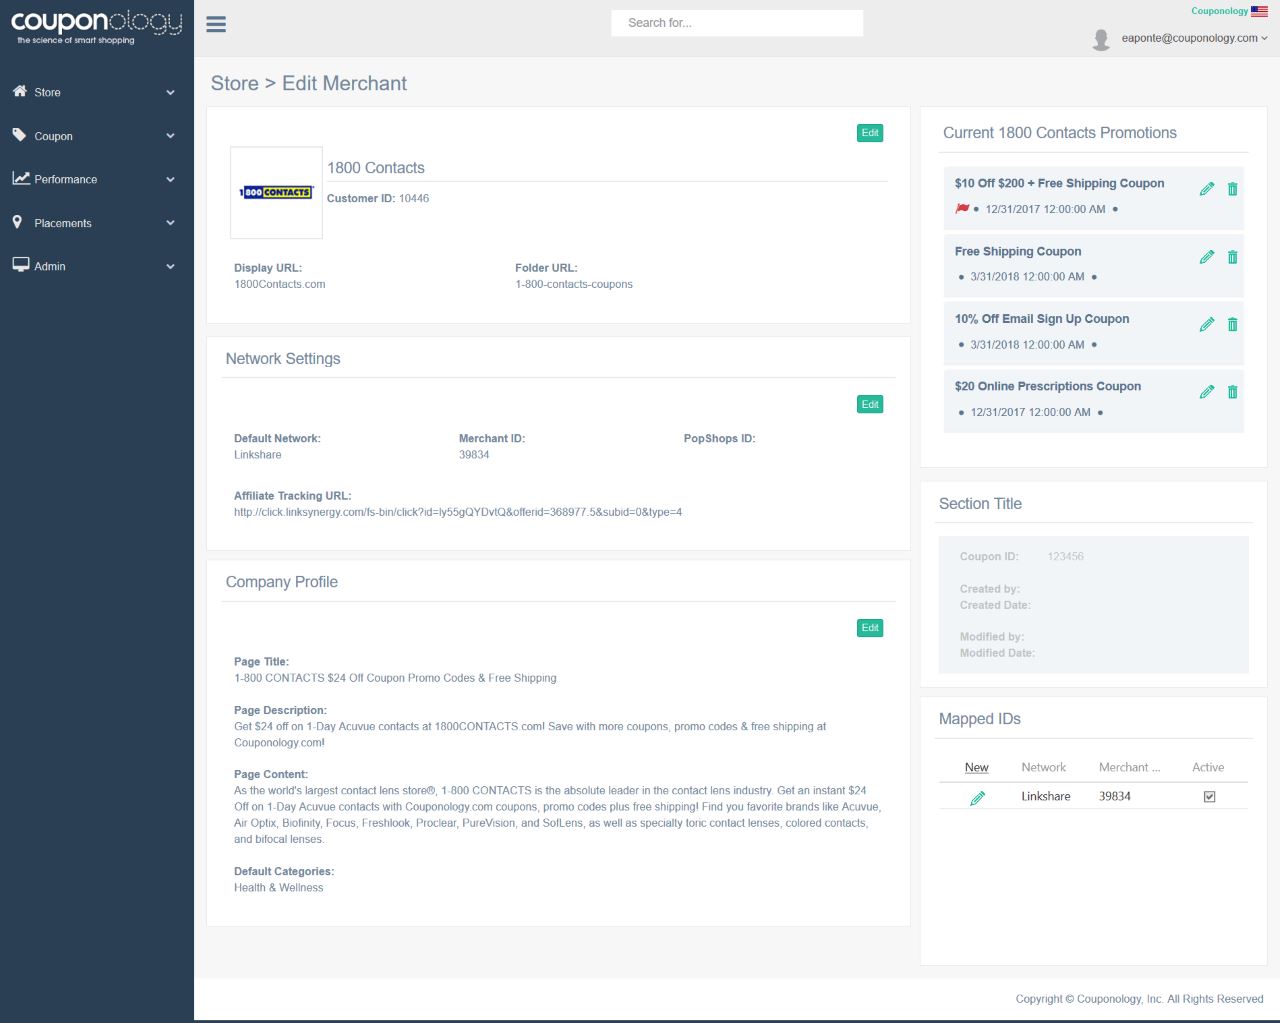 couponology
the science of smart shopping
Search for...
Couponology
eaponte@couponology.com
Store
Coupon
Performance
Placements
Admin
Store > Edit Merchant
Edit
1 800 CONTACTS
1800 Contacts
Customer ID: 10446
Display URL:
1800Contacts.com
Folder URL:
1-800-contacts-coupons
Network Settings
Edit
Default Network:
Linkshare
Merchant ID:
39834
PopShops ID:
Affiliate Tracking URL:
http://click.linksynergy.com/fs-bin/click?id=ly55gQYDvtQ&offerid=368977.5&subid=0&type=4
Company Profile
Edit
Page Title:
1-800 CONTACTS $24 Off Coupon Promo Codes & Free Shipping
Page Description:
Get $24 off on 1-Day Acuvue contacts at 1800CONTACTS.com! Save with more coupons, promo codes & free shipping at
Couponology.com!
Page Content:
As the world's largest contact lens store®, 1-800 CONTACTS is the absolute leader in the contact lens industry. Get an instant $24
Off on 1-Day Acuvue contacts with Couponology.com coupons, promo codes plus free shipping! Find you favorite brands like Acuvue,
Air Optix, Biofinity, Focus, Freshlook, Proclear, PureVision, and SofLens, as well as specialty toric contact lenses, colored contacts,
and bifocal lenses.
Default Categories:
Health & Wellness
Current 1800 Contacts Promotions
$10 Off $200 + Free Shipping Coupon
• 12/31/2017 12:00:00 AM •
Free Shipping Coupon
• 3/31/2018 12:00:00 AM •
10% Off Email Sign Up Coupon
• 3/31/2018 12:00:00 AM •
$20 Online Prescriptions Coupon
• 12/31/2017 12:00:00 AM •
Section Title
Coupon ID: 123456
Created by:
Created Date:
Modified by:
Modified Date:
Mapped IDs
New Network Merchant ... Active
Linkshare 39834
Copyright © Couponology, Inc. All Rights Reserved